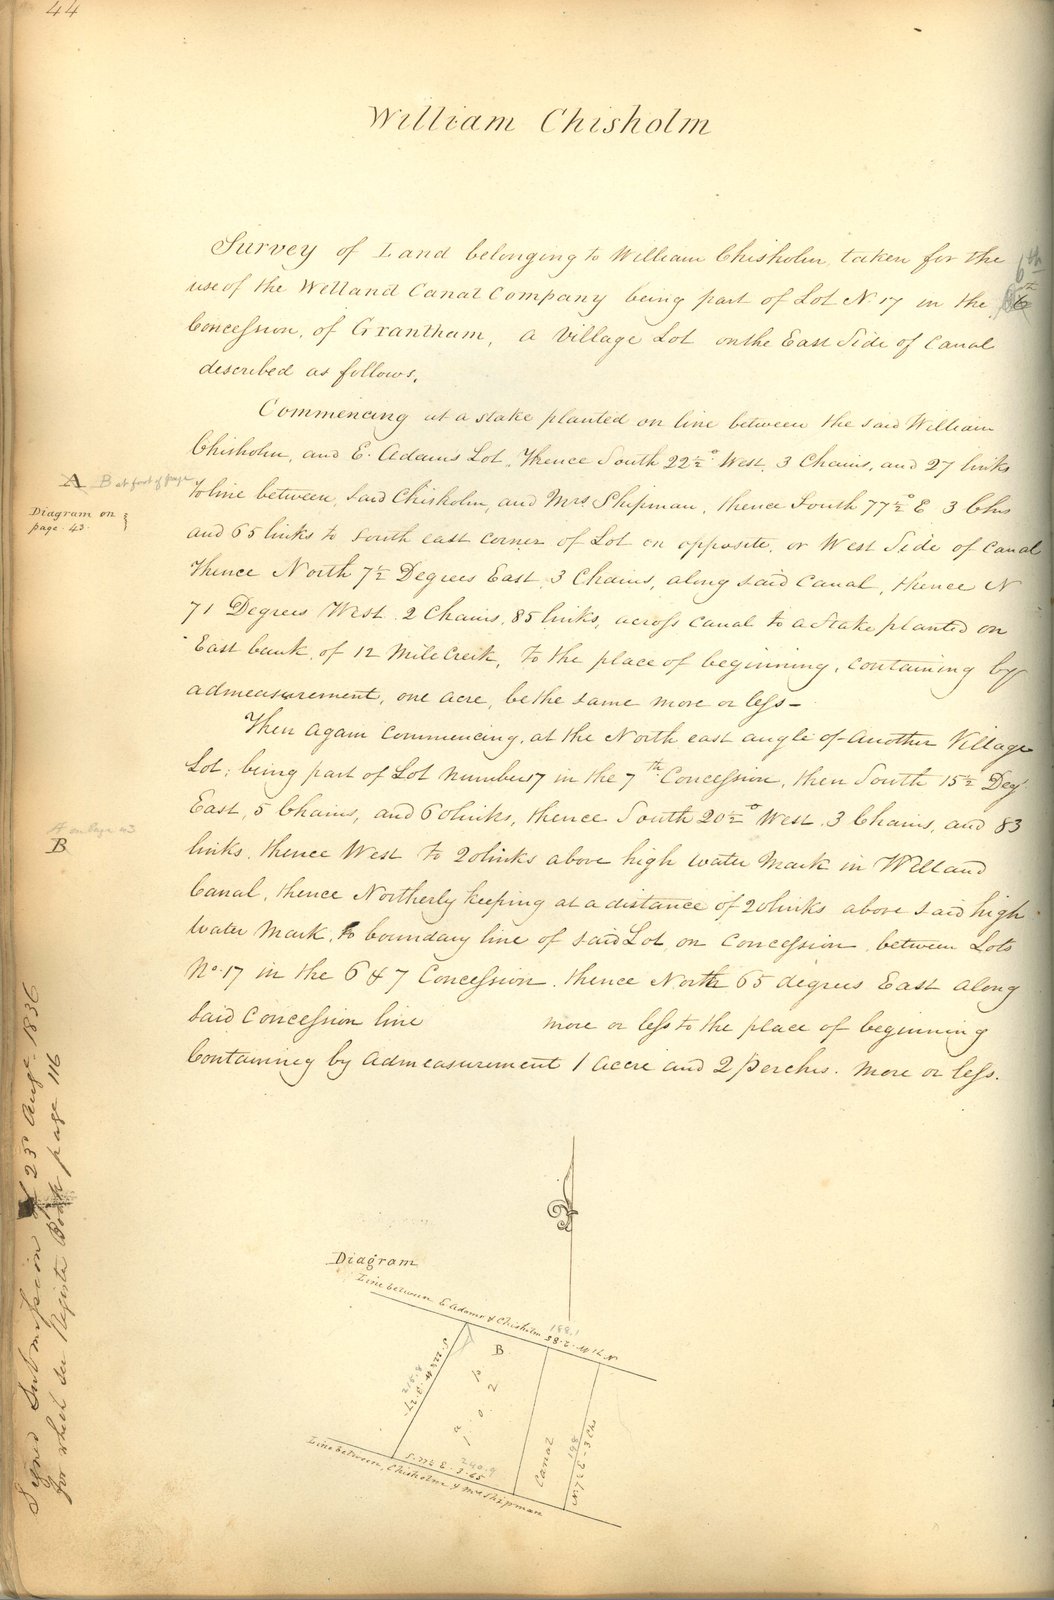 44
William Chisholm
Survey of Land belonging to William Chisholm taken for the
use of the Welland Canal Company being part of Lot N. 17 in the 6th
Concession, of Grantham, a Village Lot on the East Side of Canal
described as follows.
Commencing at a stake planted on line between the said William
Chisholm, and E. Adams Lot, Thence South 22½° West 3 Chains, and 27 links
A B at foot of page
to line between, said Chisholm, and Mrs. Shipman, thence South 77½° E 3 Chs
Diagram on
page 43.
and 65 links to south east corner of Lot on opposite, or West Side of Canal
Thence North 7½ Degrees East 3 Chains, along said Canal, thence N
71 Degrees West 2 Chains, 85 links, across canal to a Stake planted on
East bank, of 12 Mile Creek, to the place of beginning, containing by
admeasurement, one acre, be the same more or less -
Then again commencing, at the North east angle of Another Village
Lot; being part of Lot number 17 in the 7th Concession, then South 15½ Deg
East, 5 Chains, and 60 links, thence South 20½° West 3 Chains, and 83
A on Page 43
B
links, thence West to 20 links above high water Mark in Welland
Canal, thence Northerly keeping at a distance of 20 links above said high
water Mark, to boundary line of said Lot on Concession between Lots
No. 17 in the 6 & 7 Concession, thence North 65 degrees East along
said Concession line more or less to the place of beginning
Containing by Admeasurement 1 Accre and 2 Perches. More or less.
Signed Submission 23d Augt. 1836
for which see Register Book page 116
Diagram
Line between E Adams & Chisholm
N 71 W. 2.85
188.1
B
S. 22½ W 3.27.
215.8
1 a 0. 2 Po
Canal
N. 7½ E - 3 Chs
198
S. 77½ E. 3.65
240.9
Line between, Chisholm & Mrs Shipman